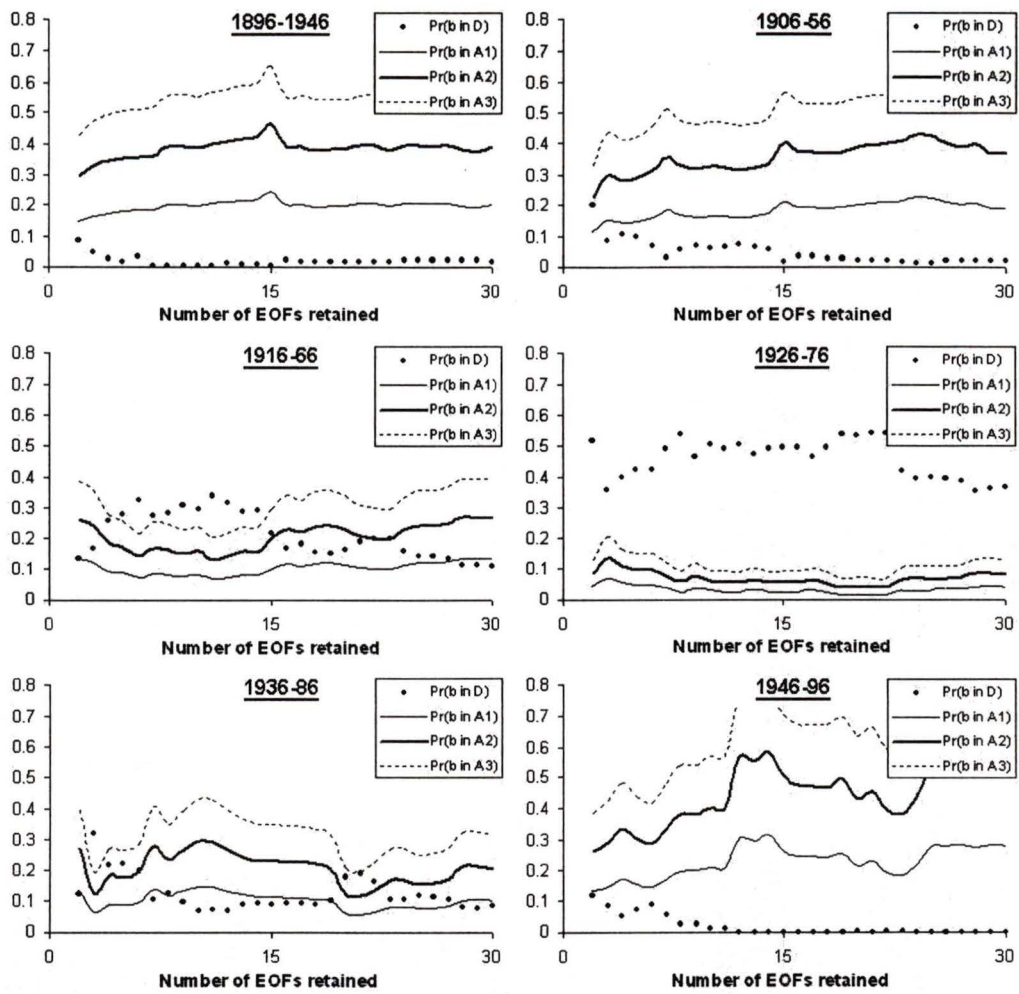 1896-1946
Pr(b in D)
Pr(b in A1)
Pr(b in A2)
Pr(b in A3)
0.8
0.7
0.6
0.5
0.4
0.3
0.2
0.1
0
0 15 30
Number of EOFs retained
1906-56
Pr(b in D)
Pr(b in A1)
Pr(b in A2)
Pr(b in A3)
0.8
0.7
0.6
0.5
0.4
0.3
0.2
0.1
0
0 15 30
Number of EOFs retained
1916-66
Pr(b in D)
Pr(b in A1)
Pr(b in A2)
Pr(b in A3)
0.8
0.7
0.6
0.5
0.4
0.3
0.2
0.1
0
0 15 30
Number of EOFs retained
1926-76
Pr(b in D)
Pr(b in A1)
Pr(b in A2)
Pr(b in A3)
0.8
0.7
0.6
0.5
0.4
0.3
0.2
0.1
0
0 15 30
Number of EOFs retained
1936-86
Pr(b in D)
Pr(b in A1)
Pr(b in A2)
Pr(b in A3)
0.8
0.7
0.6
0.5
0.4
0.3
0.2
0.1
0
0 15 30
Number of EOFs retained
1946-96
Pr(b in D)
Pr(b in A1)
Pr(b in A2)
Pr(b in A3)
0.8
0.7
0.6
0.5
0.4
0.3
0.2
0.1
0
0 15 30
Number of EOFs retained